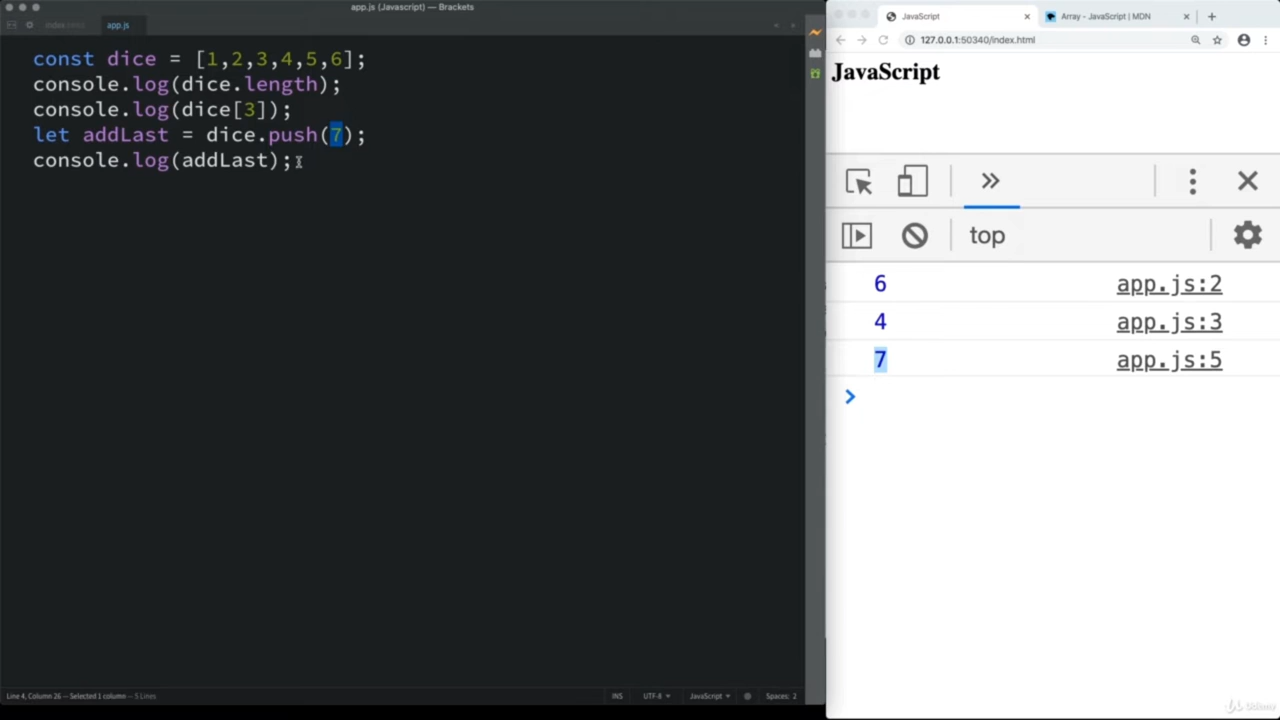 app.js (Javascript) — Brackets
index.html
app.js
const dice = [1,2,3,4,5,6];
console.log(dice.length);
console.log(dice[3]);
let addLast = dice.push(7);
console.log(addLast);
Line 4, Column 26 — Selected 1 column — 5 Lines
INS
UTF-8
JavaScript
Spaces: 2
JavaScript
Array - JavaScript | MDN
127.0.0.1:50340/index.html
JavaScript
top
6 app.js:2
4 app.js:3
7 app.js:5
Udemy